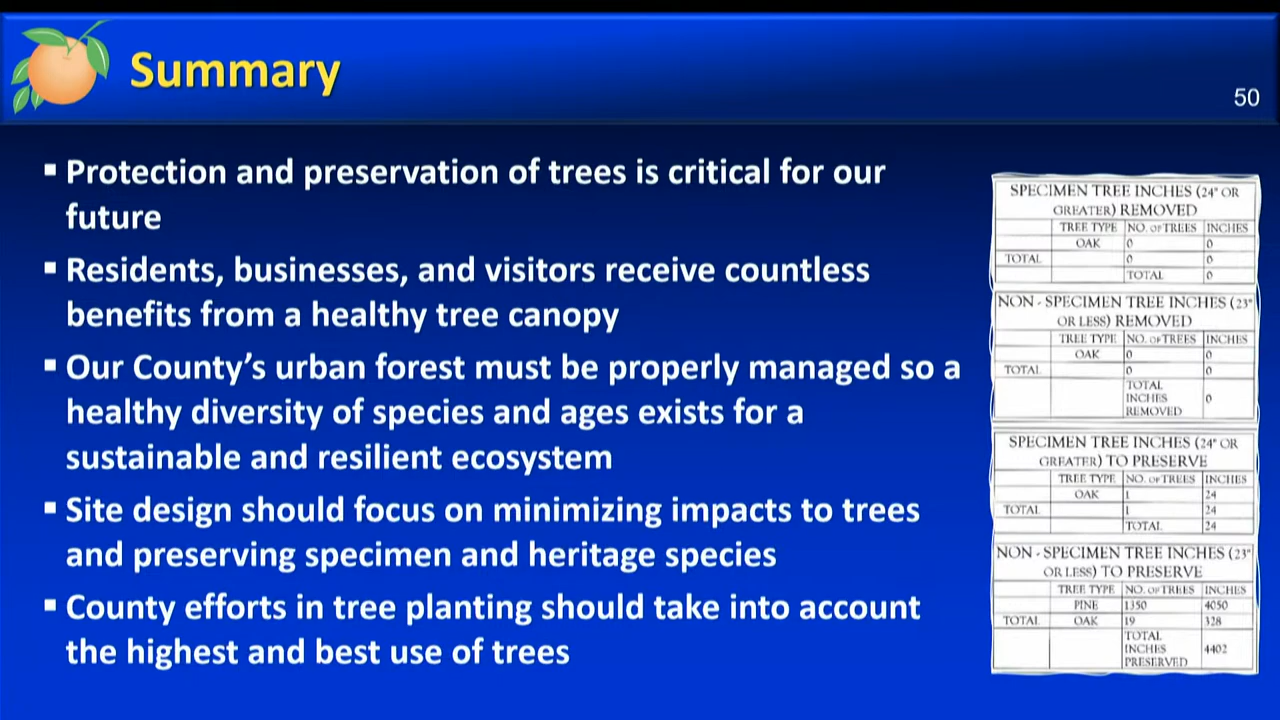 Summary
50
▪ Protection and preservation of trees is critical for our
future
▪ Residents, businesses, and visitors receive countless
benefits from a healthy tree canopy
▪ Our County’s urban forest must be properly managed so a
healthy diversity of species and ages exists for a
sustainable and resilient ecosystem
▪ Site design should focus on minimizing impacts to trees
and preserving specimen and heritage species
▪ County efforts in tree planting should take into account
the highest and best use of trees
SPECIMEN TREE INCHES (24" OR
GREATER) REMOVED
TREE TYPE NO. OF TREES INCHES
OAK 0 0
TOTAL 0 0
TOTAL 0
NON - SPECIMEN TREE INCHES (23"
OR LESS) REMOVED
TREE TYPE NO. OF TREES INCHES
OAK 0 0
TOTAL 0 0
TOTAL
INCHES 0
REMOVED
SPECIMEN TREE INCHES (24" OR
GREATER) TO PRESERVE
TREE TYPE NO. OF TREES INCHES
OAK 1 24
TOTAL 1 24
TOTAL 24
NON - SPECIMEN TREE INCHES (23"
OR LESS) TO PRESERVE
TREE TYPE NO. OF TREES INCHES
PINE 1350 4050
TOTAL OAK 19 328
TOTAL
INCHES 4402
PRESERVED